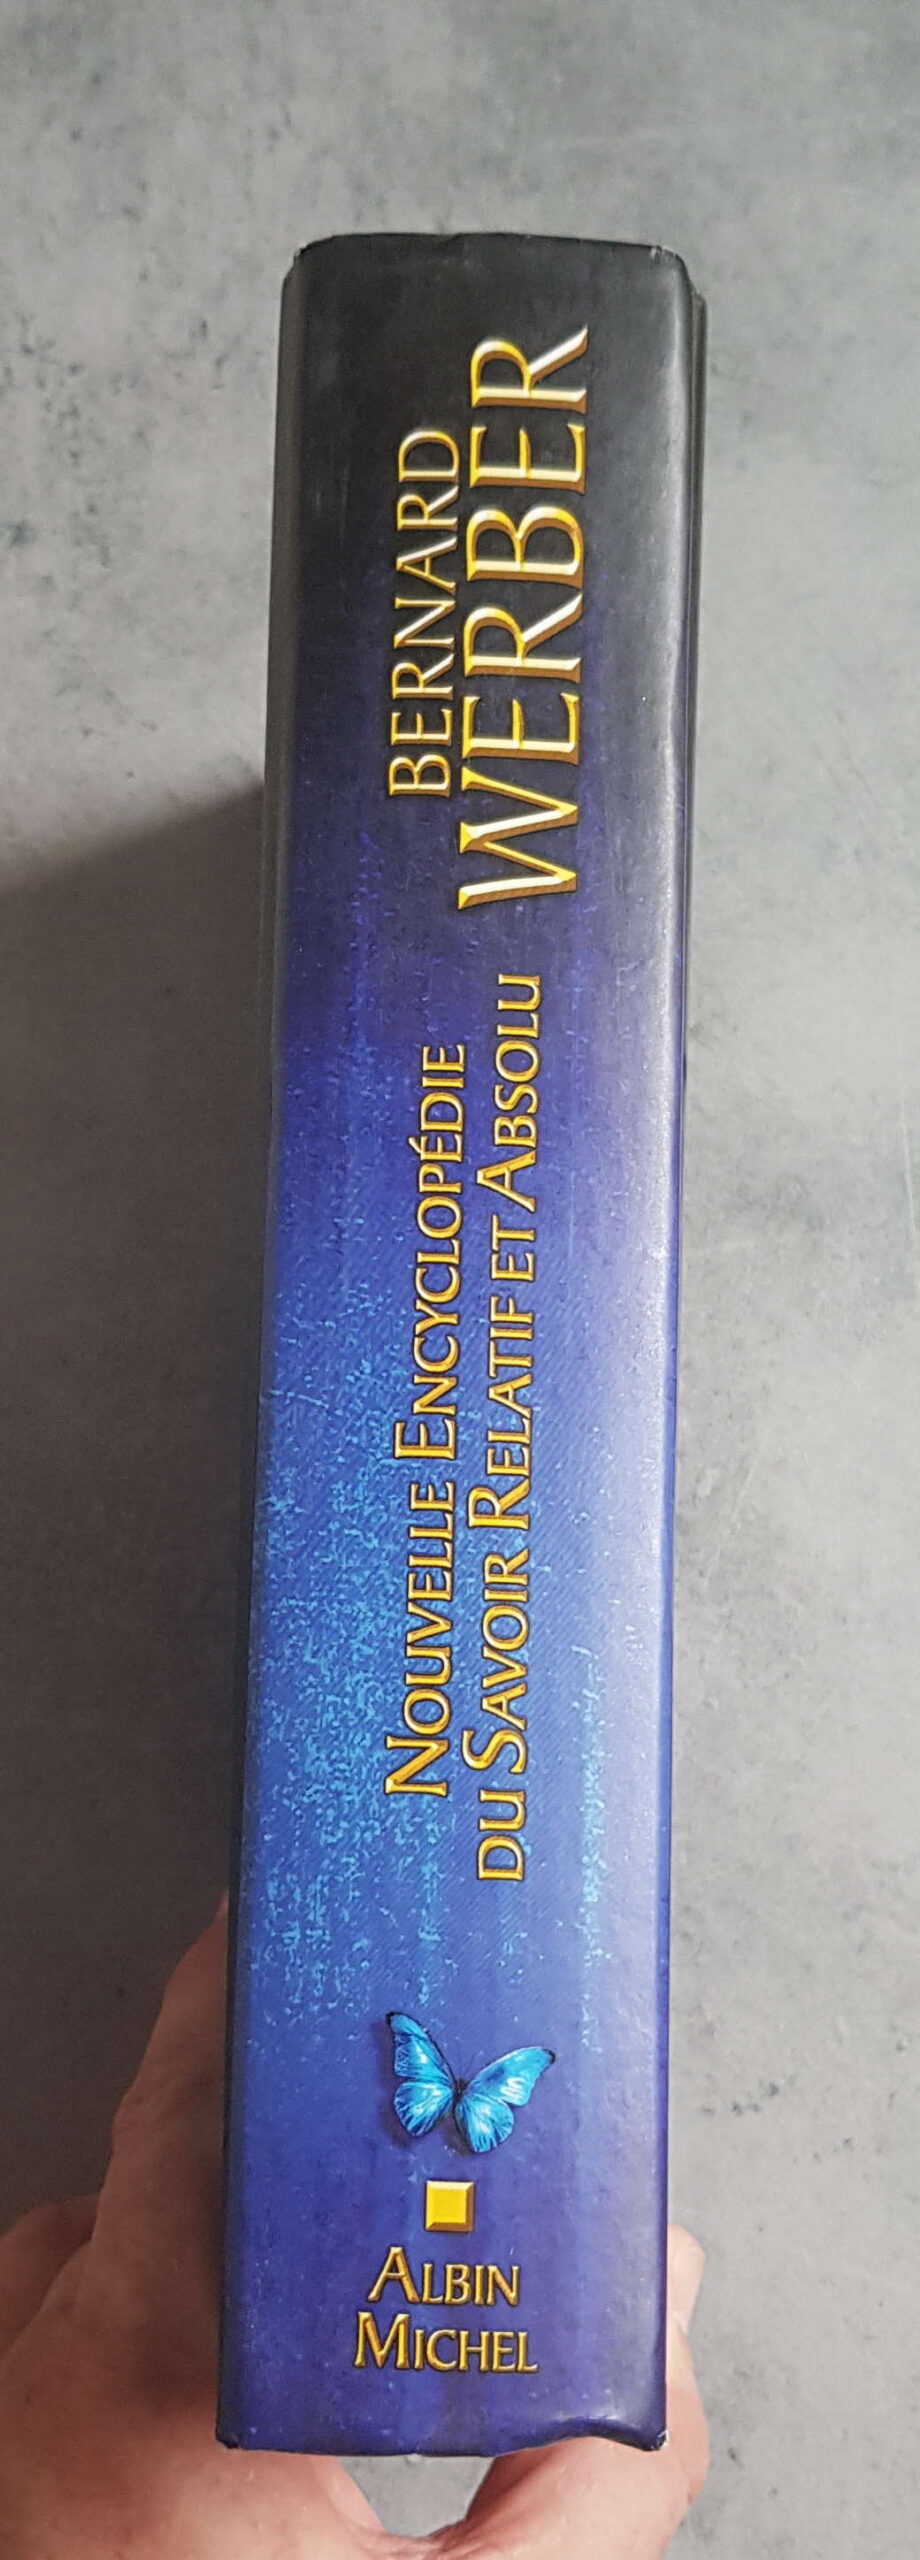 BERNARD
WERBER
NOUVELLE ENCYCLOPÉDIE
DU SAVOIR RELATIF ET ABSOLU
ALBIN
MICHEL